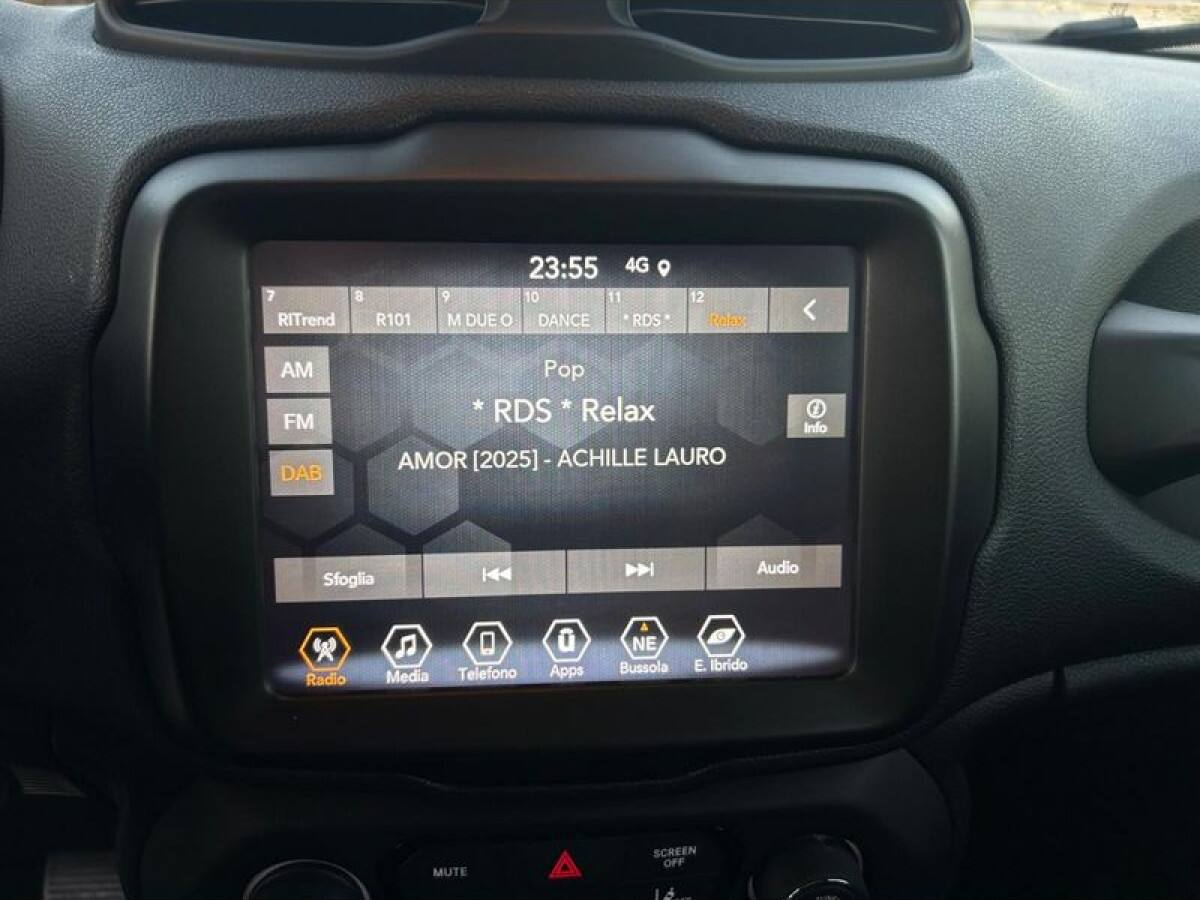 23:55 4G
7 8 9 10 11 12
RITrend R101 M DUE O DANCE * RDS * Relax
AM
Pop
FM
* RDS * Relax
Info
DAB
AMOR [2025] - ACHILLE LAURO
Sfoglia Audio
NE
Radio Media Telefono Apps Bussola E. Ibrido
MUTE
SCREEN
OFF